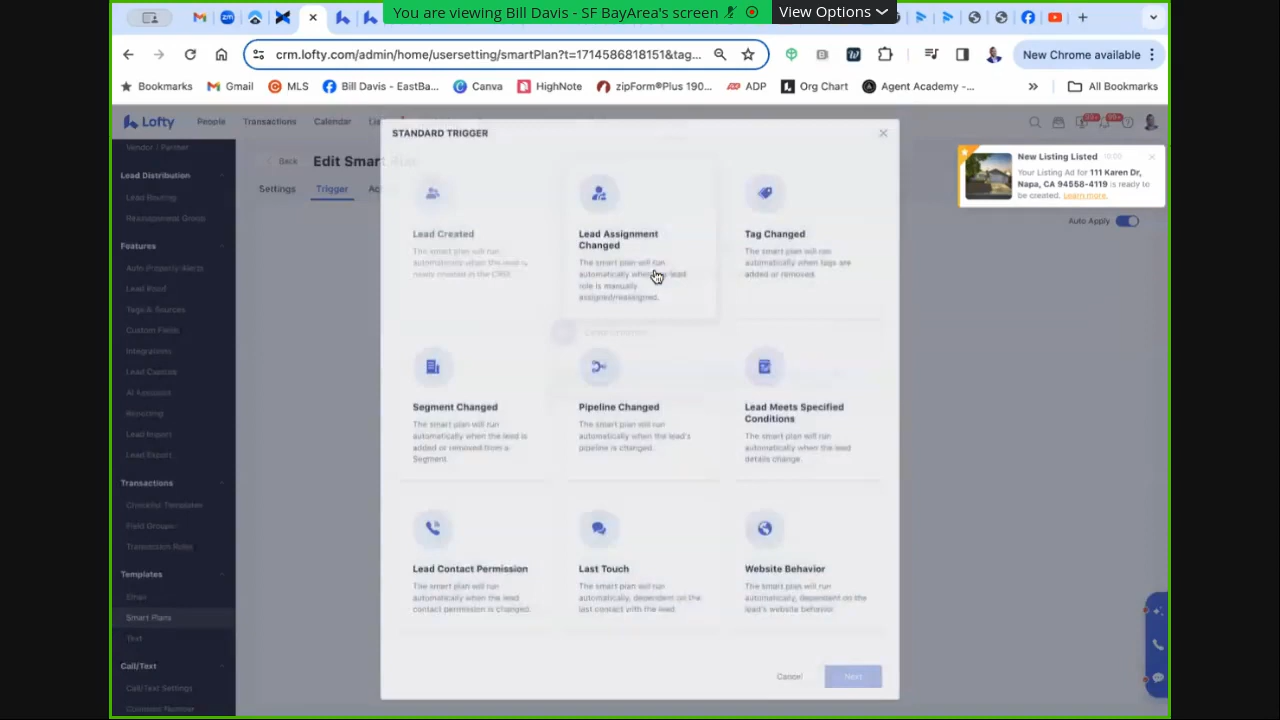 You are viewing Bill Davis - SF BayArea's screen
View Options
crm.lofty.com/admin/home/usersetting/smartPlan?t=1714586818151&tag...
New Chrome available
Bookmarks
Gmail
MLS
Bill Davis - EastBa...
Canva
HighNote
zipForm®Plus 190...
ADP
Org Chart
Agent Academy -...
»
All Bookmarks
Lofty
People
Transactions
Calendar
STANDARD TRIGGER
99+
99+
Vendor / Partner
Back
Edit Smart
Lead Distribution
Lead Routing
Reassignment Group
Settings
Trigger
New Listing Listed
10:00
Your Listing Ad for 111 Karen Dr,
Napa, CA 94558-4119 is ready to
be created. Learn more.
Auto Apply
Features
Auto Property Alerts
Lead Pond
Tags & Sources
Custom Fields
Integrations
Lead Capture
AI Assistant
Reporting
Lead Import
Lead Export
Lead Created
The smart plan will run
automatically when the lead is
newly created in the CRM.
Lead Assignment
Changed
The smart plan will run
automatically when lead
role is manually
assigned/reassigned.
Tag Changed
The smart plan will run
automatically when tags are
added or removed.
Segment Changed
The smart plan will run
automatically when the lead is
added or removed from a
Segment.
Pipeline Changed
The smart plan will run
automatically when the lead's
pipeline is changed.
Lead Meets Specified
Conditions
The smart plan will run
automatically when the lead
details change.
Transactions
Checklist Templates
Field Groups
Transaction Roles
Templates
Email
Smart Plans
Text
Lead Contact Permission
The smart plan will run
automatically when the lead
contact permission is changed.
Last Touch
The smart plan will run
automatically, dependent on the
last contact with the lead.
Website Behavior
The smart plan will run
automatically, dependent on the
lead's website behavior.
Call/Text
Call/Text Settings
Company Number
Cancel
Next